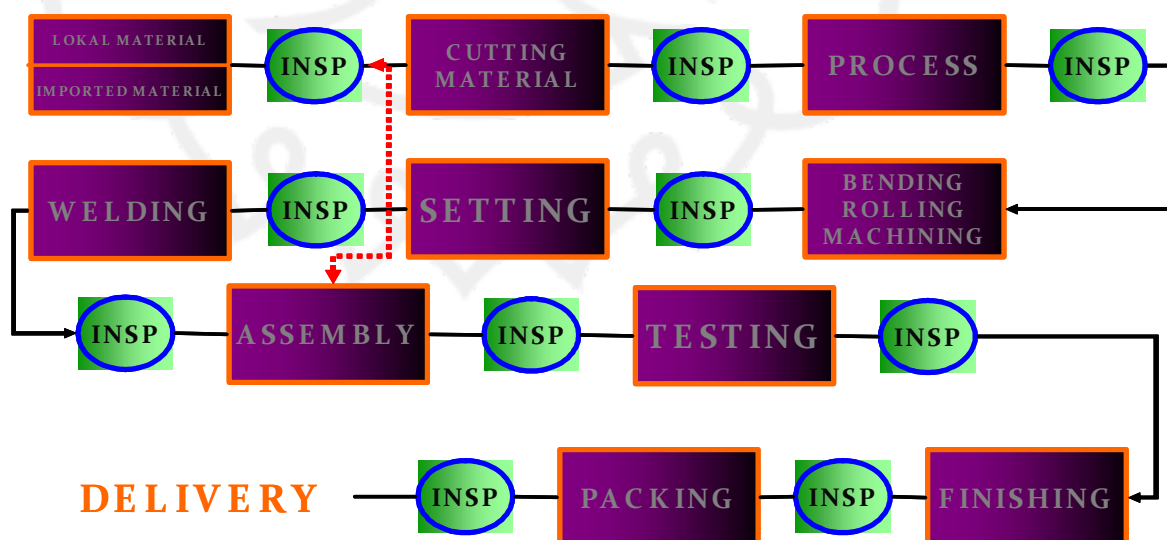 LOKAL MATERIAL
IMPORTED MATERIAL
INSP
CUTTING
MATERIAL
INSP
PROCESS
INSP
WELDING
INSP
SETTING
INSP
BENDING
ROLLING
MACHINING
INSP
ASSEMBLY
INSP
TESTING
INSP
DELIVERY
INSP
PACKING
INSP
FINISHING